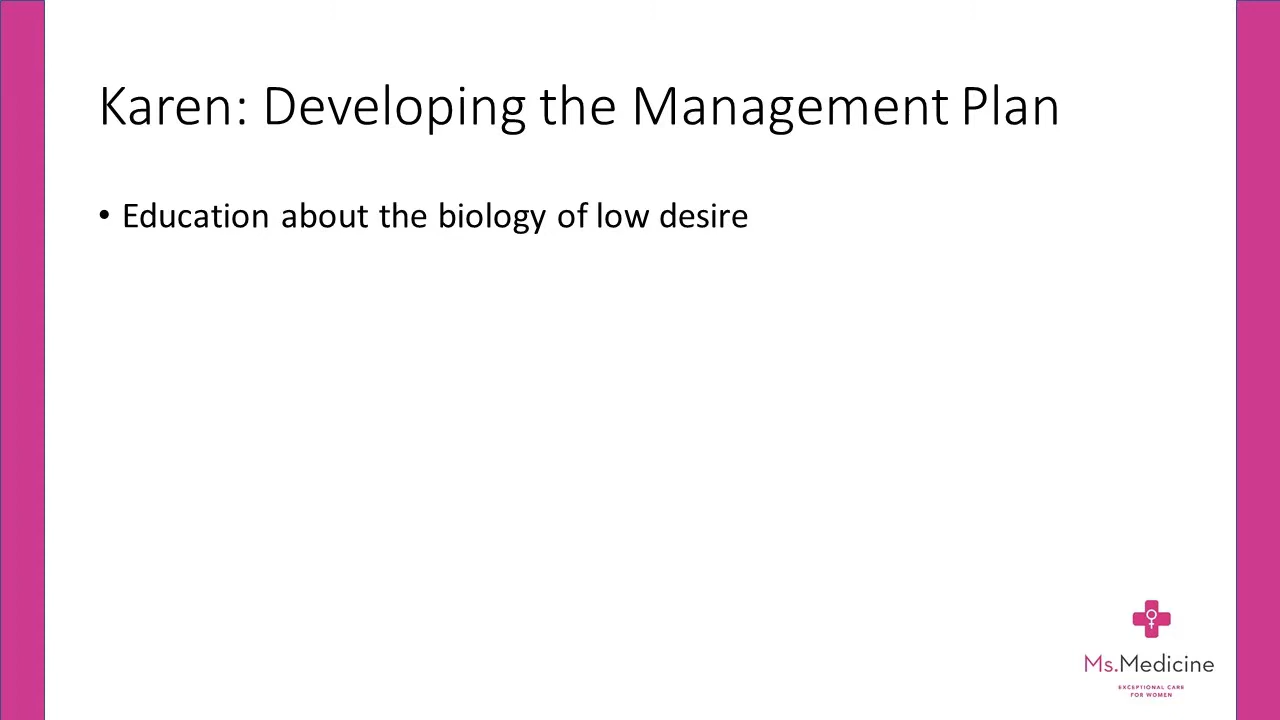 Karen: Developing the Management Plan
• Education about the biology of low desire
Ms.Medicine
EXCEPTIONAL CARE
FOR WOMEN